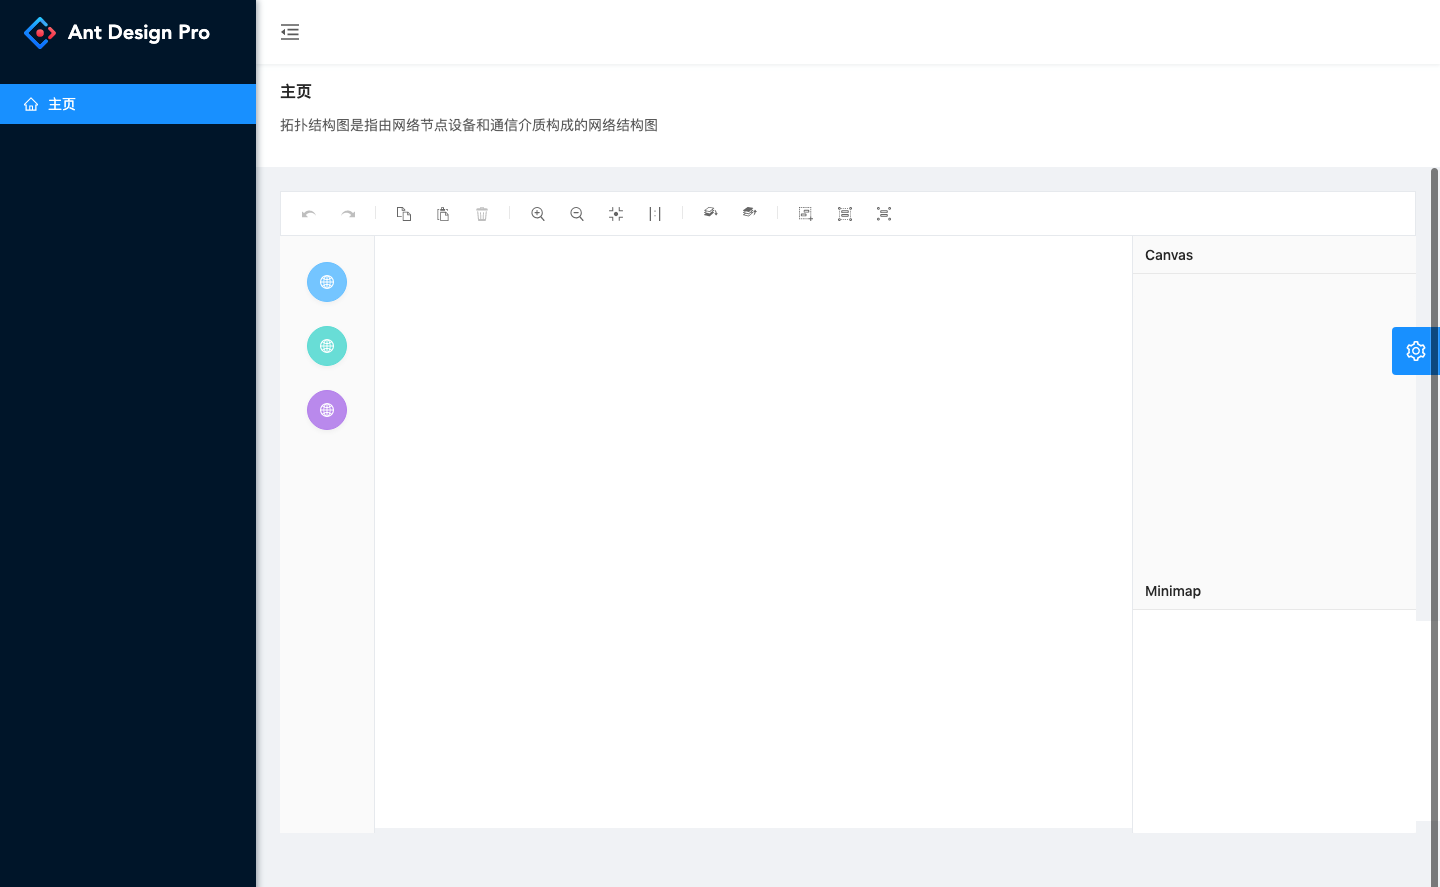 Ant Design Pro
主页
主页
拓扑结构图是指由网络节点设备和通信介质构成的网络结构图
Canvas
Minimap